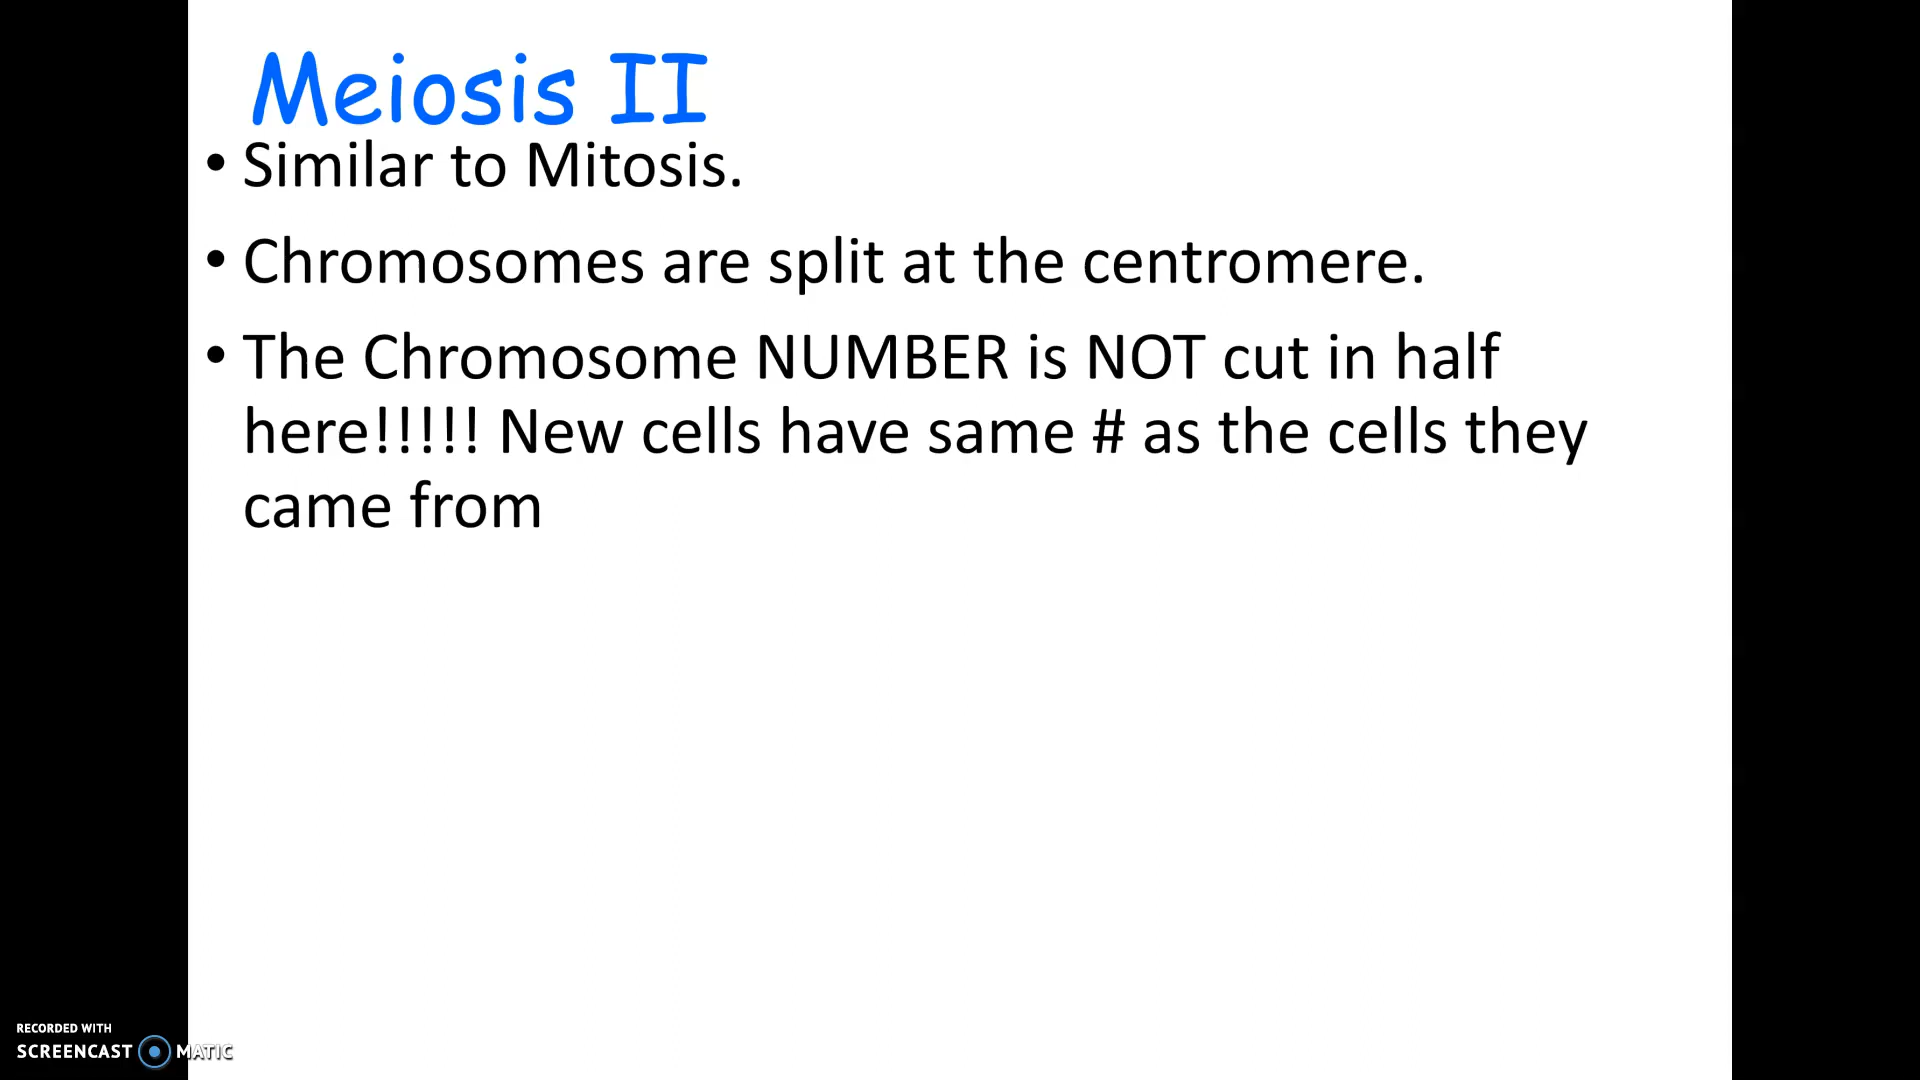 Meiosis II
• Similar to Mitosis.
• Chromosomes are split at the centromere.
• The Chromosome NUMBER is NOT cut in half
here!!!!! New cells have same # as the cells they
came from
RECORDED WITH
SCREENCAST MATIC